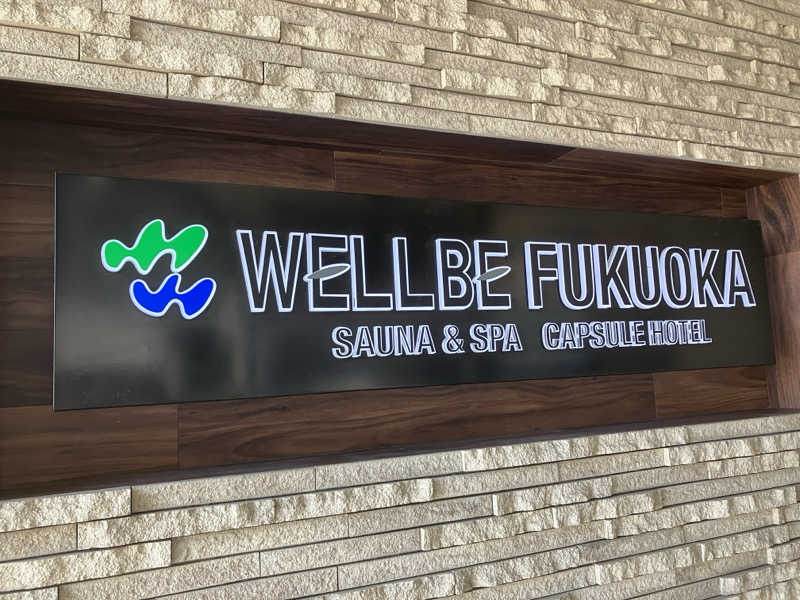 WELLBE FUKUOKA
SAUNA & SPA CAPSULE HOTEL